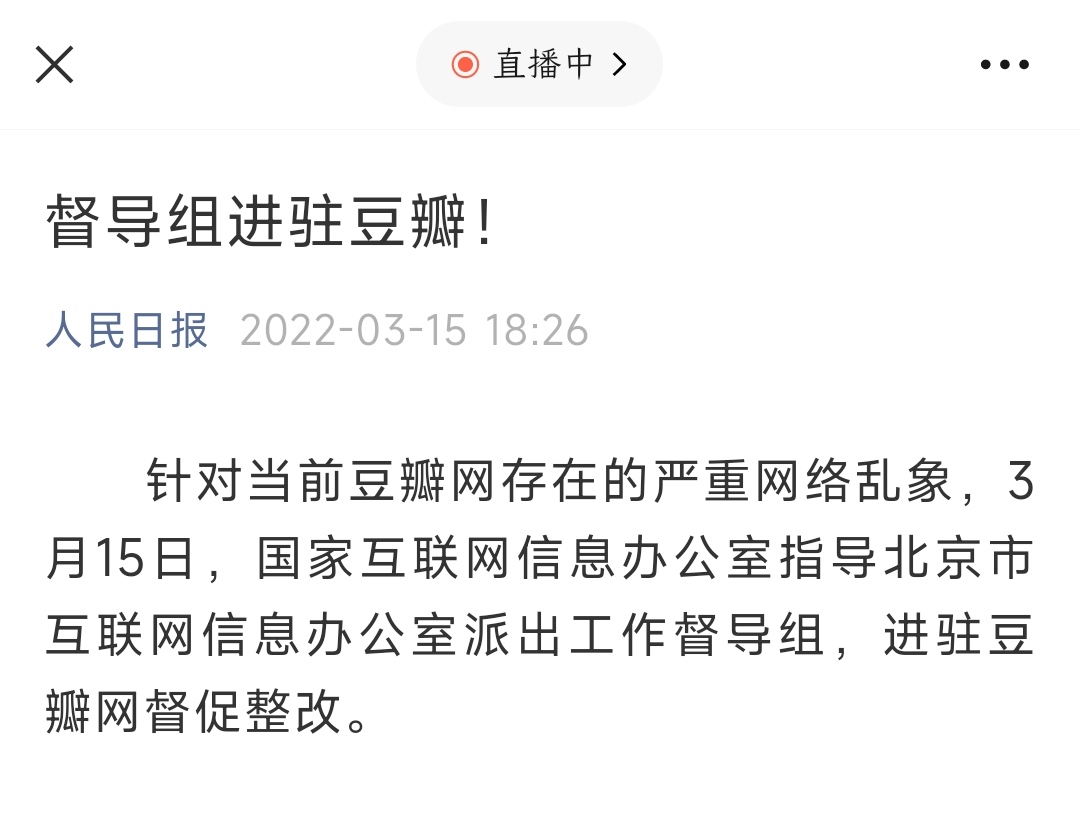 直播中
督导组进驻豆瓣！
人民日报 2022-03-15 18:26
针对当前豆瓣网存在的严重网络乱象，3
月15日，国家互联网信息办公室指导北京市
互联网信息办公室派出工作督导组，进驻豆
瓣网督促整改。